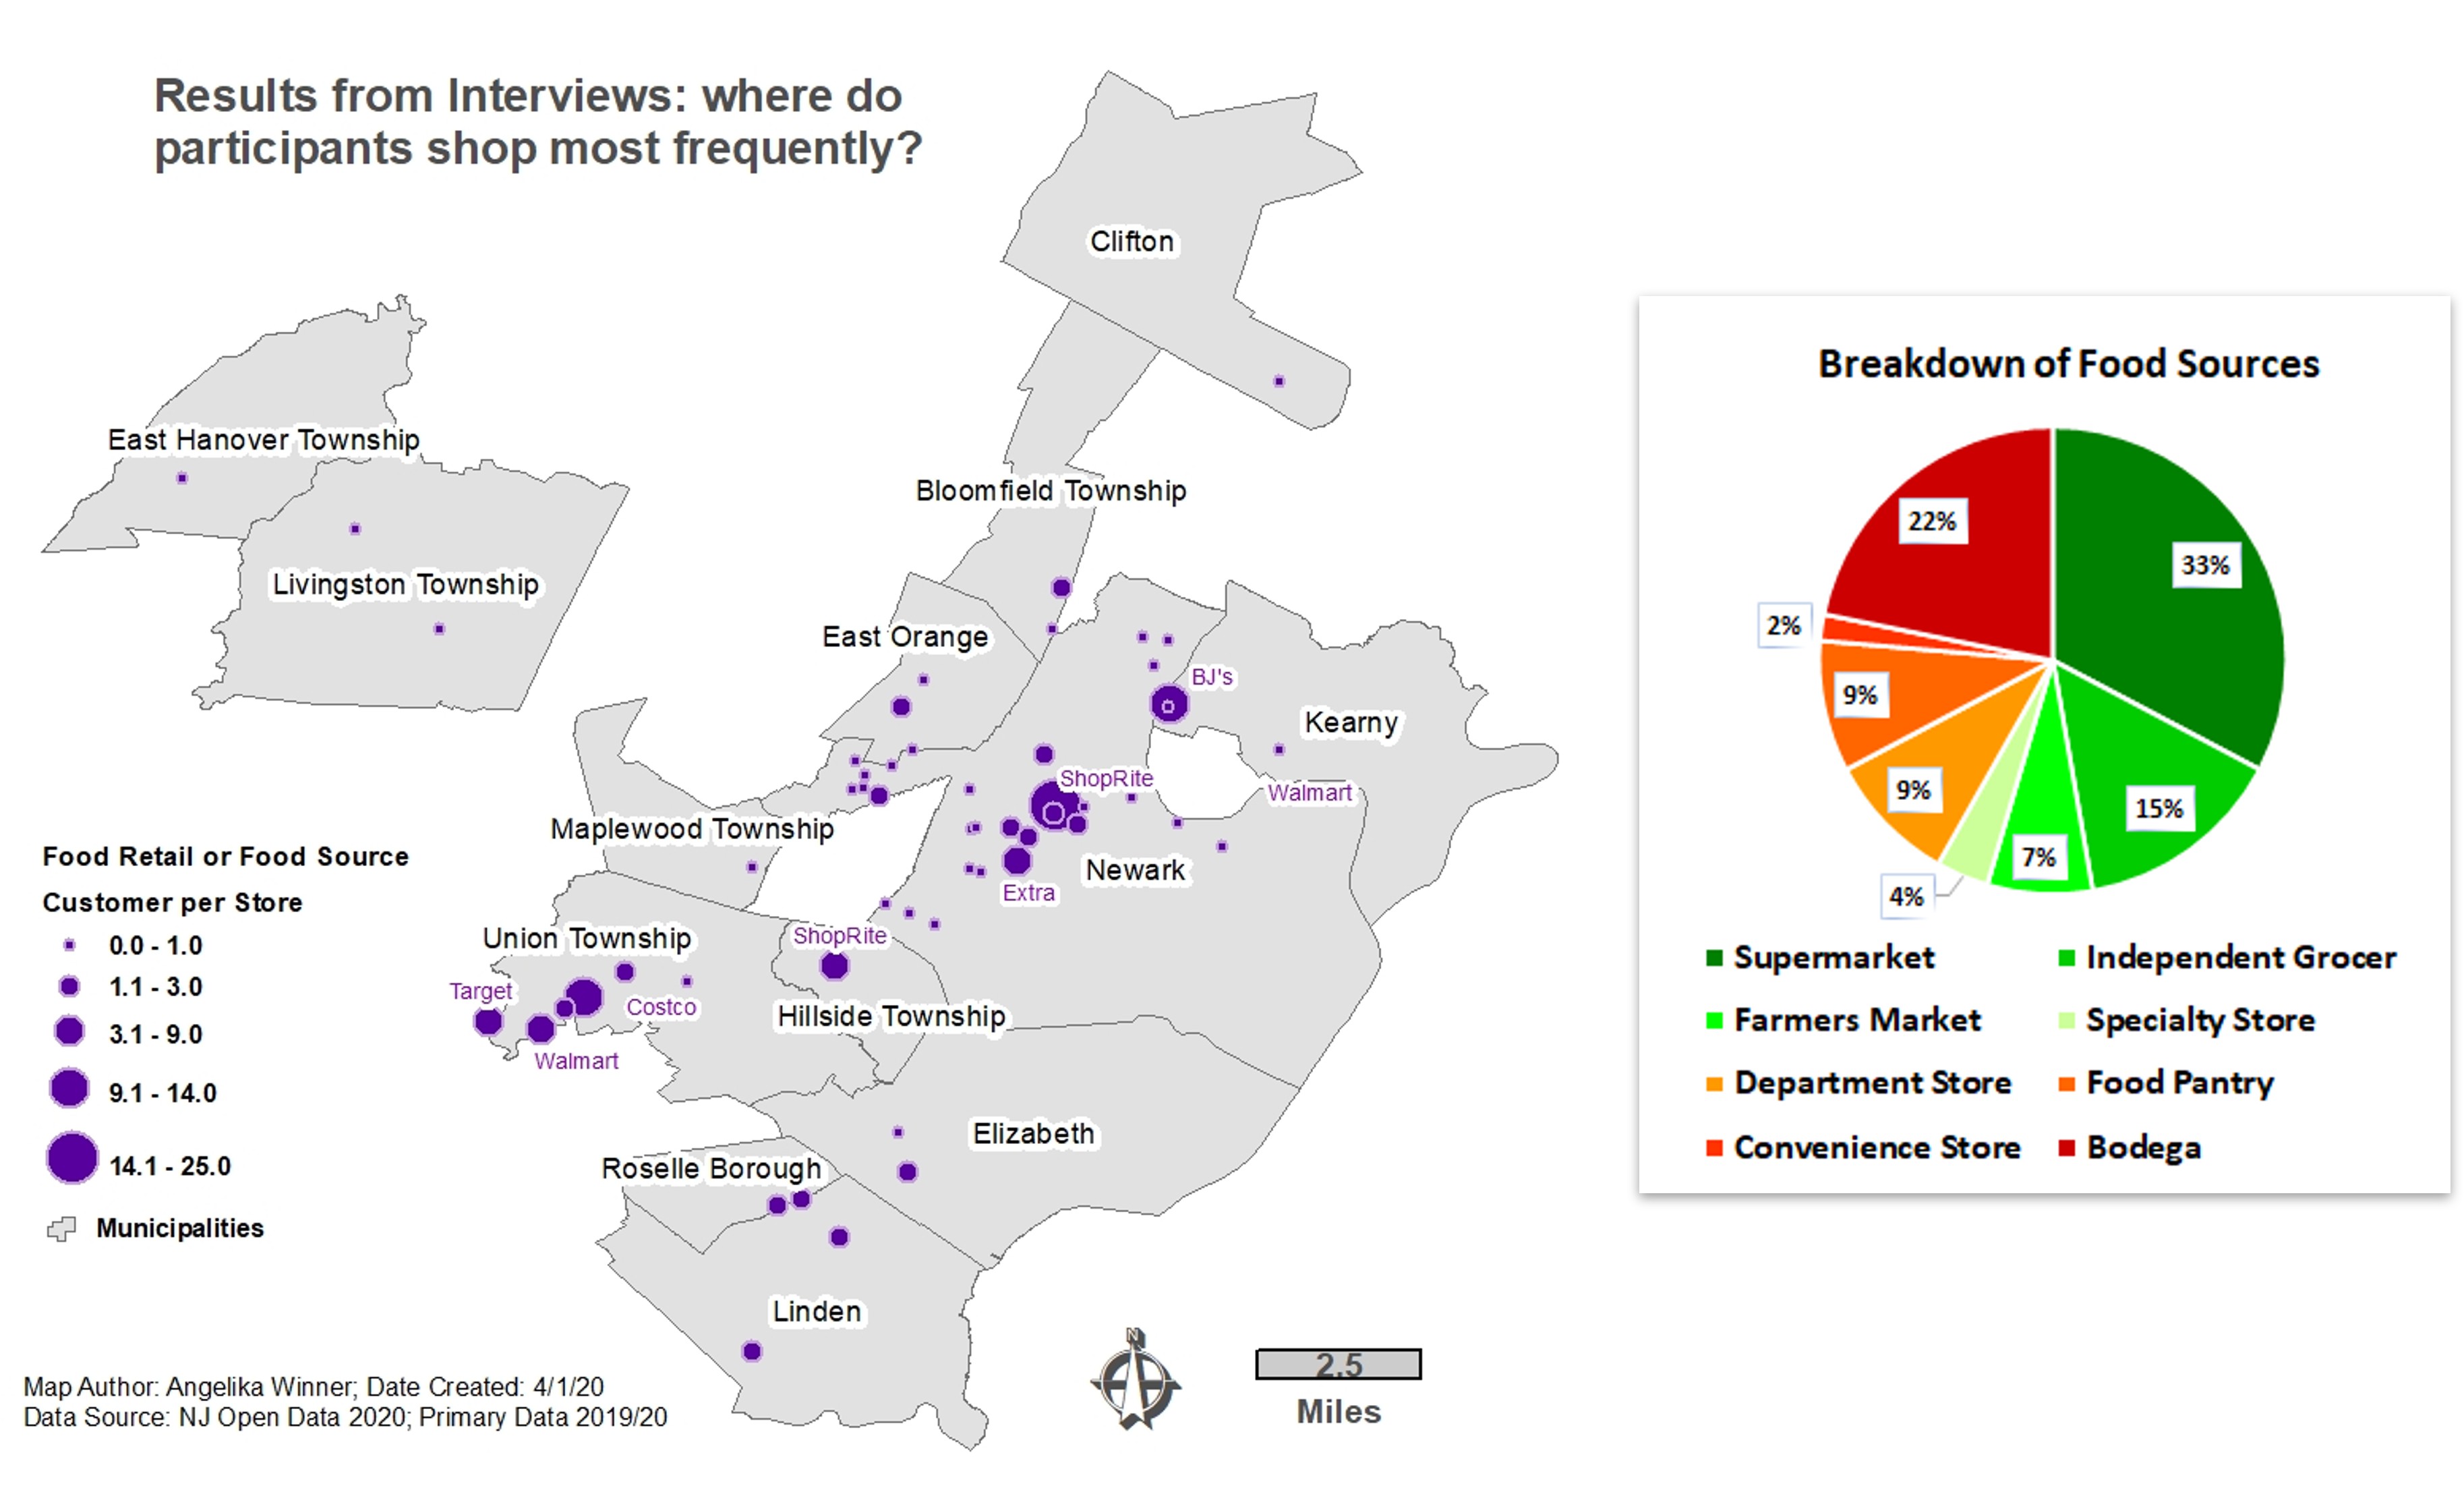 Results from Interviews: where do
participants shop most frequently?
Clifton
East Hanover Township
Bloomfield Township
Livingston Township
East Orange
BJ's
Kearny
ShopRite
Walmart
Maplewood Township
Newark
Extra
Union Township
ShopRite
Target
Costco
Hillside Township
Walmart
Elizabeth
Roselle Borough
Linden
Food Retail or Food Source
Customer per Store
0.0 - 1.0
1.1 - 3.0
3.1 - 9.0
9.1 - 14.0
14.1 - 25.0
Municipalities
Map Author: Angelika Winner; Date Created: 4/1/20
Data Source: NJ Open Data 2020; Primary Data 2019/20
N
2.5
Miles
Breakdown of Food Sources
22%
33%
2%
9%
9%
15%
7%
4%
Supermarket
Independent Grocer
Farmers Market
Specialty Store
Department Store
Food Pantry
Convenience Store
Bodega